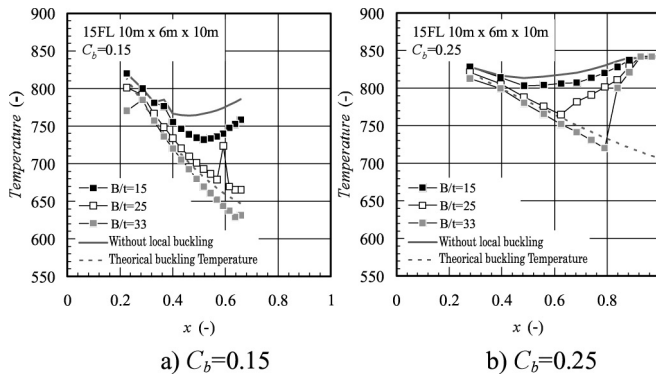 900
850
800
750
700
650
600
550
Temperature (-)
15FL 10m x 6m x 10m
C_b=0.15
B/t=15
B/t=25
B/t=33
Without local buckling
Theorical buckling Temperature
0 0.2 0.4 0.6 0.8 1
x (-)
a) C_b=0.15
900
850
800
750
700
650
600
550
Temperature (-)
15FL 10m x 6m x 10m
C_b=0.25
B/t=15
B/t=25
B/t=33
Without local buckling
Theorical buckling Temperature
0 0.2 0.4 0.6 0.8
x (-)
b) C_b=0.25